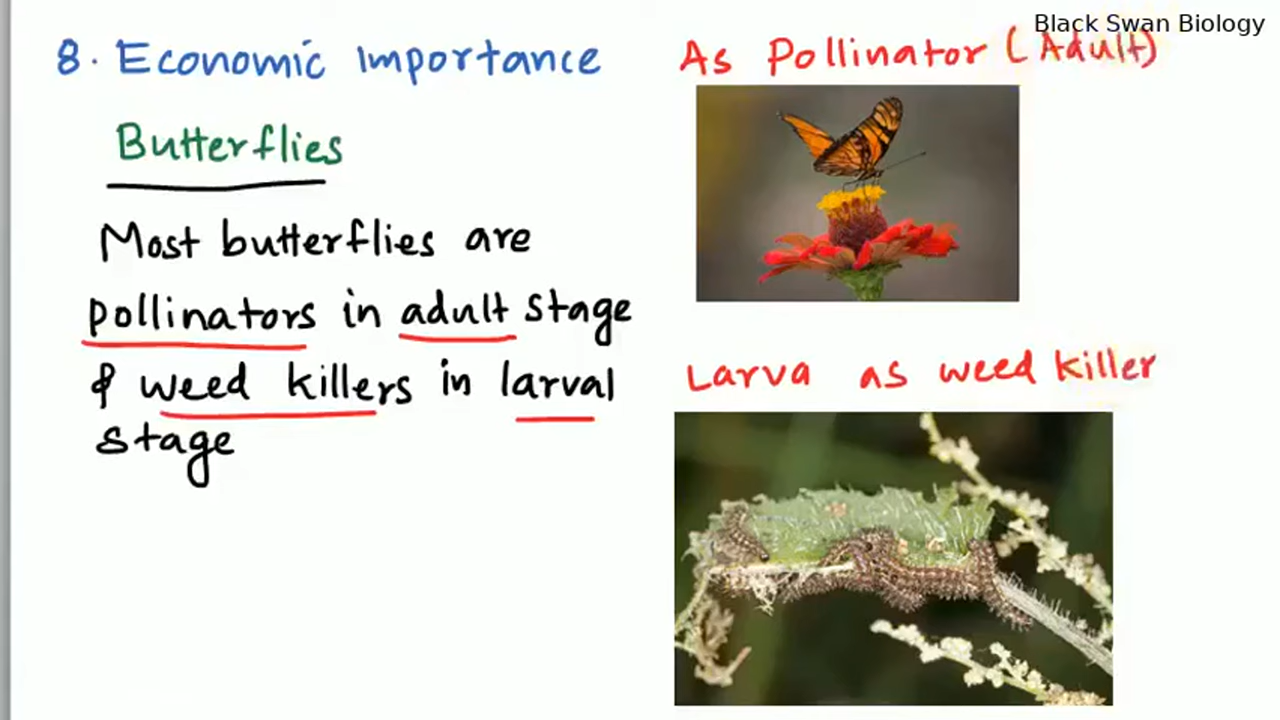 Black Swan Biology
8. Economic Importance
Butterflies
Most butterflies are
pollinators in adult stage
& weed killers in larval
stage
As Pollinator (Adult)
Larva as weed killer